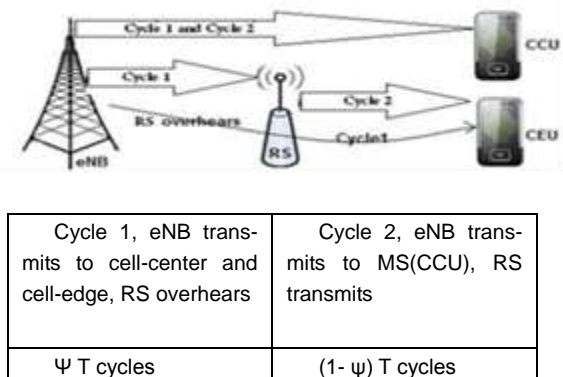 Cycle 1 and Cycle 2
CCU
Cycle 1
Cycle 2
RS overhears
Cycle1
CEU
eNB
RS
Cycle 1, eNB trans-
mits to cell-center and
cell-edge, RS overhears
Cycle 2, eNB trans-
mits to MS(CCU), RS
transmits
Ψ T cycles
(1- ψ) T cycles